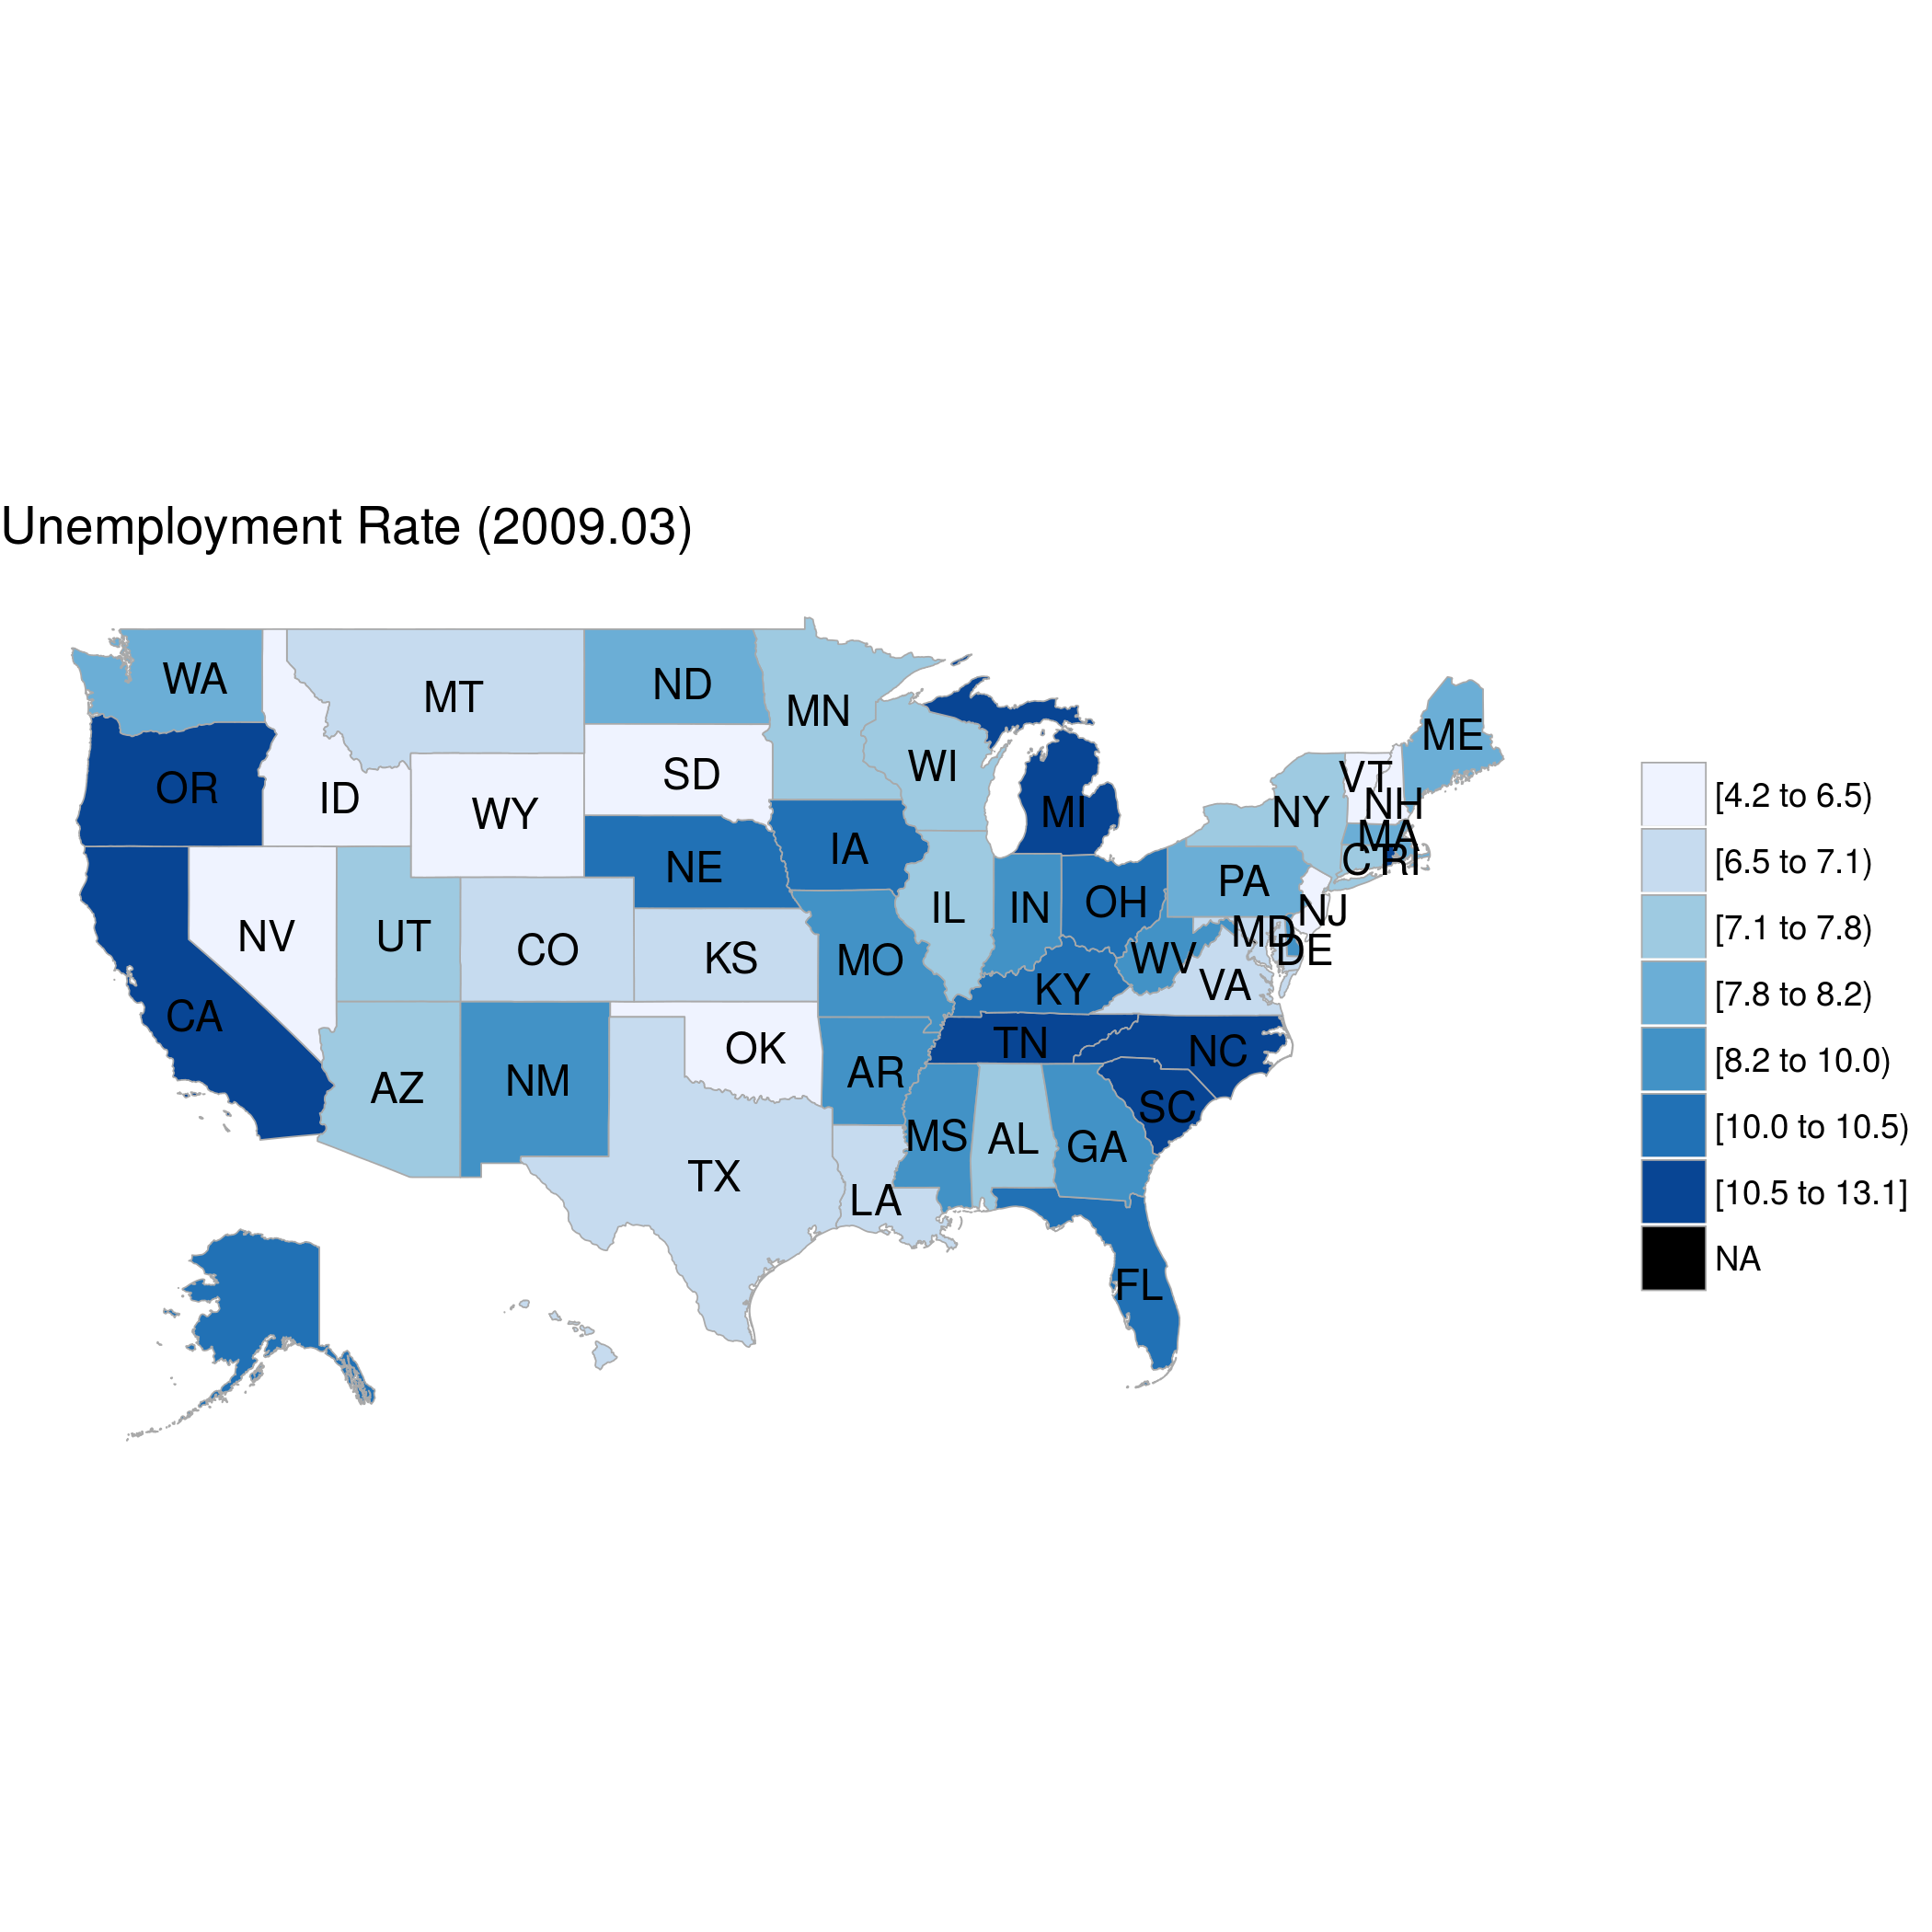 Unemployment Rate (2009.03)
WA
MT
ND
MN
OR
ID
WY
SD
WI
MI
ME
VT
NH
NY
MA
CT
RI
NV
UT
CO
NE
KS
IA
IL
IN
OH
PA
NJ
MD
DE
WV
VA
MO
KY
CA
AZ
NM
OK
AR
TN
NC
SC
TX
LA
MS
AL
GA
FL
[4.2 to 6.5)
[6.5 to 7.1)
[7.1 to 7.8)
[7.8 to 8.2)
[8.2 to 10.0)
[10.0 to 10.5)
[10.5 to 13.1]
NA